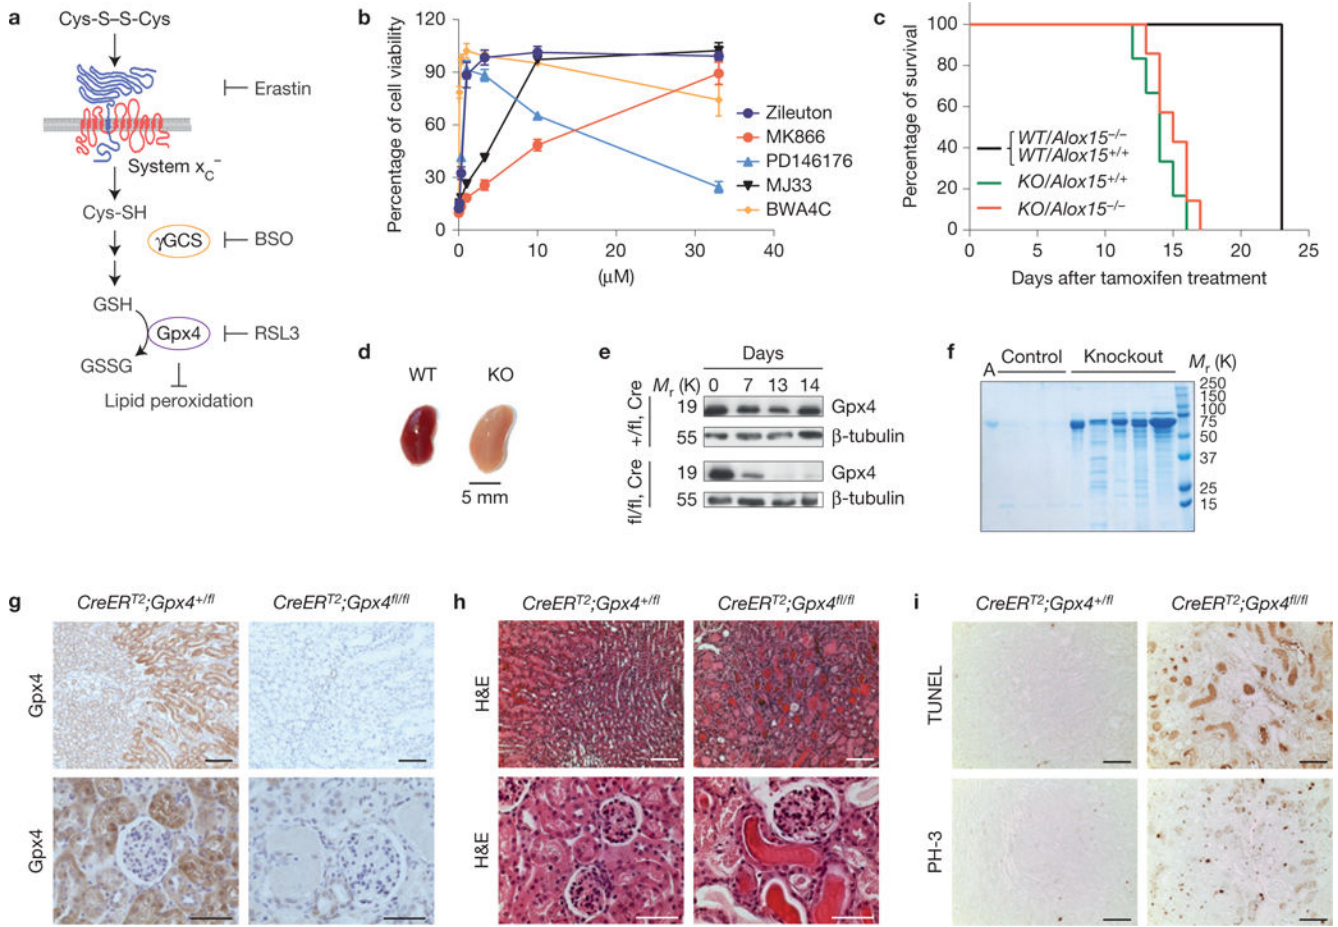 a
Cys-S–S-Cys
Erastin
System x_C^–
Cys-SH
γGCS
BSO
GSH
Gpx4
RSL3
GSSG
Lipid peroxidation
b
Percentage of cell viability
120
90
60
30
0
0
10
20
30
40
(μM)
Zileuton
MK866
PD146176
MJ33
BWA4C
c
Percentage of survival
100
80
60
40
20
0
0
5
10
15
20
25
Days after tamoxifen treatment
WT/Alox15–/–
WT/Alox15+/+
KO/Alox15+/+
KO/Alox15–/–
d
WT
KO
5 mm
e
Days
Mr (K)
0
7
13
14
+/fl, Cre
19
Gpx4
55
β-tubulin
fl/fl, Cre
19
Gpx4
55
β-tubulin
f
A
Control
Knockout
Mr (K)
250
150
100
75
50
37
25
15
g
CreERT2;Gpx4+/fl
CreERT2;Gpx4fl/fl
Gpx4
Gpx4
h
CreERT2;Gpx4+/fl
CreERT2;Gpx4fl/fl
H&E
H&E
i
CreERT2;Gpx4+/fl
CreERT2;Gpx4fl/fl
TUNEL
PH-3